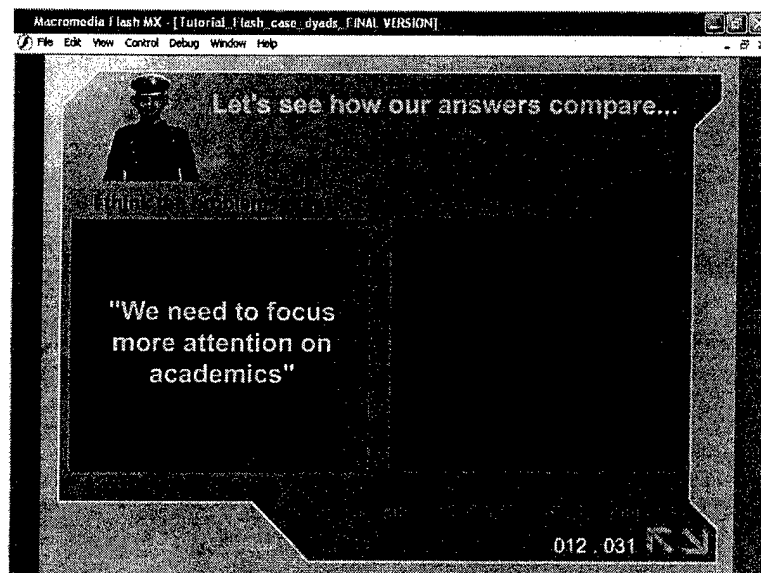 Macromedia Flash MX - [Tutorial_Flash_case_dyads_FINAL VERSION]
File Edit View Control Debug Window Help
Let's see how our answers compare...
"We need to focus
more attention on
academics"
012 . 031